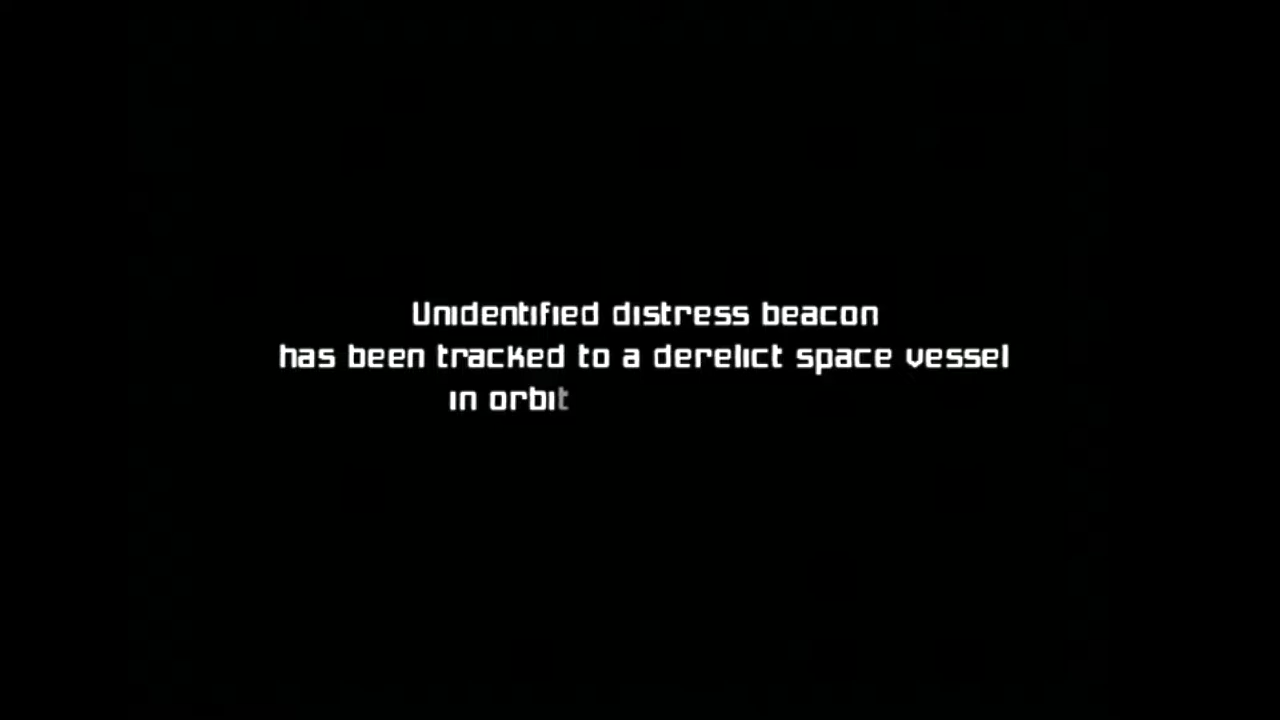 Unidentified distress beacon
has been tracked to a derelict space vessel
in orbit